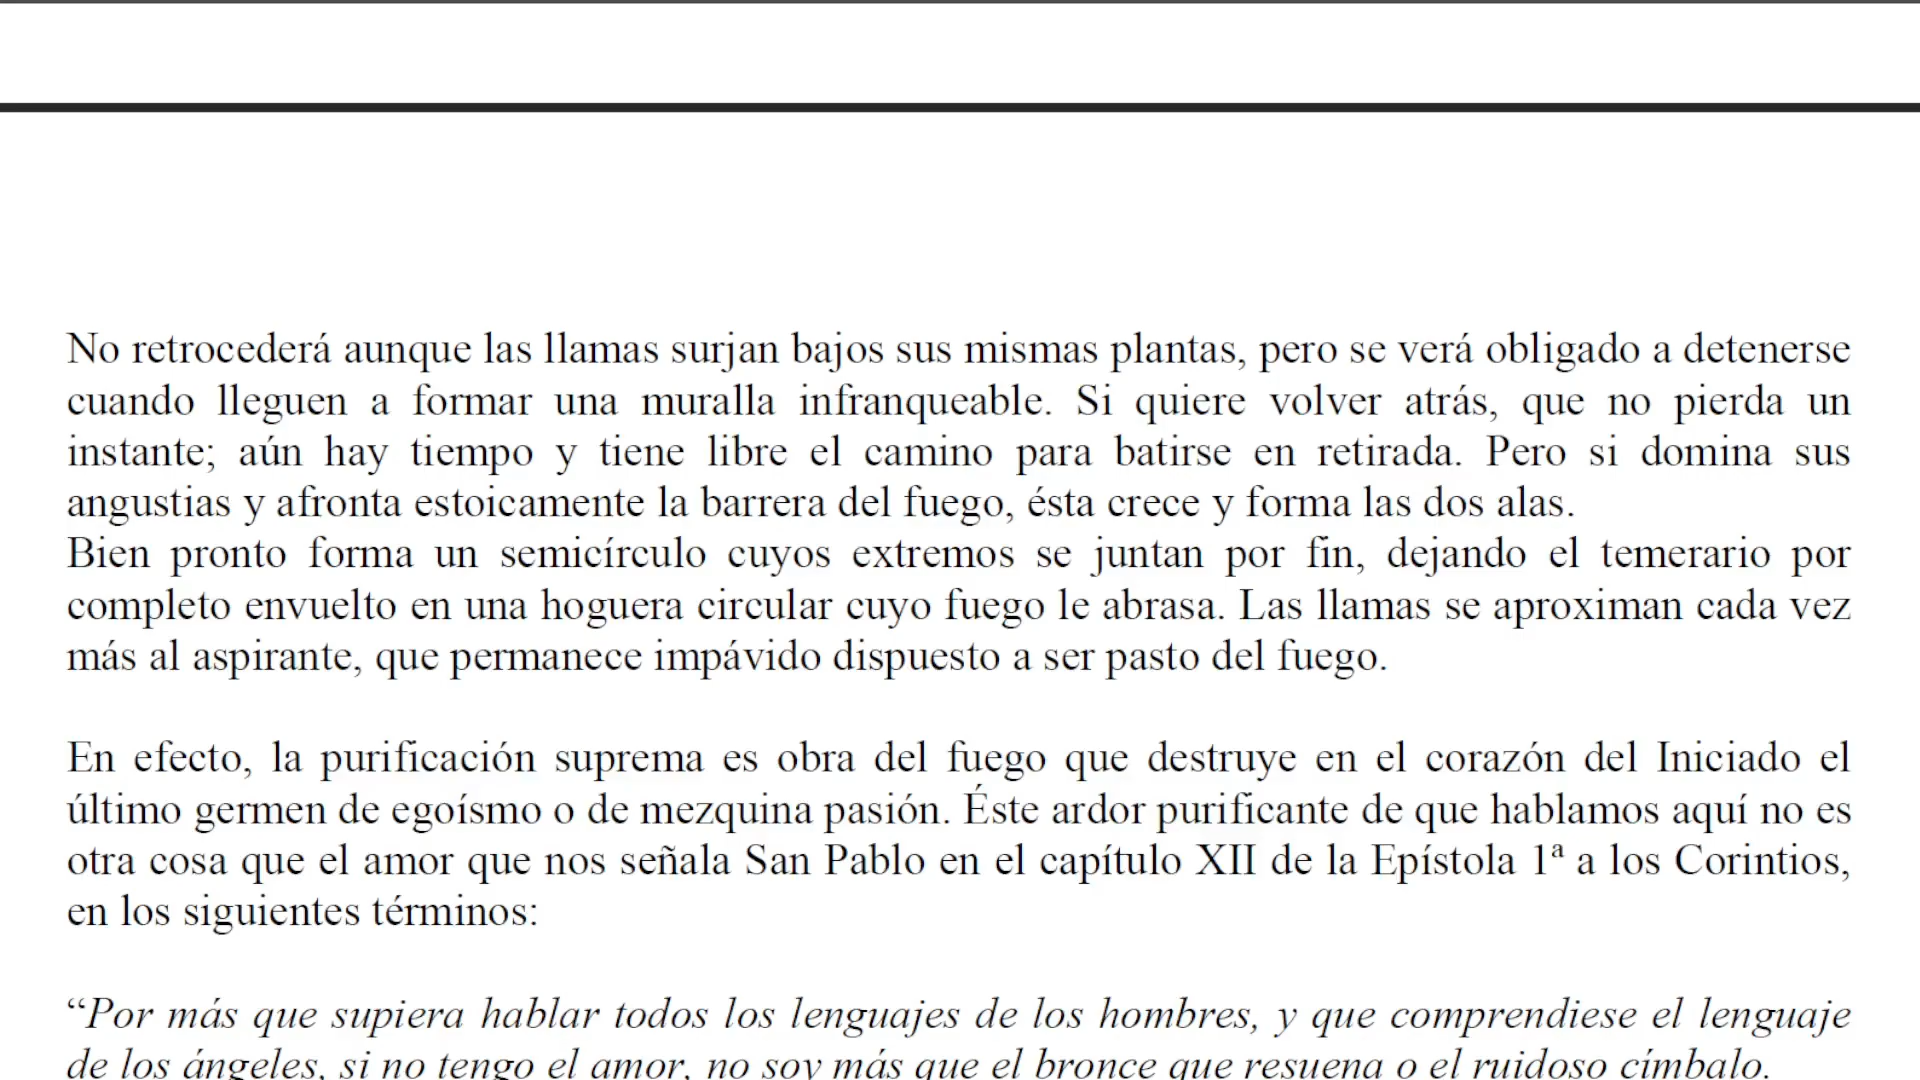 No retrocederá aunque las llamas surjan bajos sus mismas plantas, pero se verá obligado a detenerse
cuando lleguen a formar una muralla infranqueable. Si quiere volver atrás, que no pierda un
instante; aún hay tiempo y tiene libre el camino para batirse en retirada. Pero si domina sus
angustias y afronta estoicamente la barrera del fuego, ésta crece y forma las dos alas.
Bien pronto forma un semicírculo cuyos extremos se juntan por fin, dejando el temerario por
completo envuelto en una hoguera circular cuyo fuego le abrasa. Las llamas se aproximan cada vez
más al aspirante, que permanece impávido dispuesto a ser pasto del fuego.
En efecto, la purificación suprema es obra del fuego que destruye en el corazón del Iniciado el
último germen de egoísmo o de mezquina pasión. Éste ardor purificante de que hablamos aquí no es
otra cosa que el amor que nos señala San Pablo en el capítulo XII de la Epístola 1ª a los Corintios,
en los siguientes términos:
“Por más que supiera hablar todos los lenguajes de los hombres, y que comprendiese el lenguaje
de los ángeles, si no tengo el amor, no soy más que el bronce que resuena o el ruidoso címbalo.